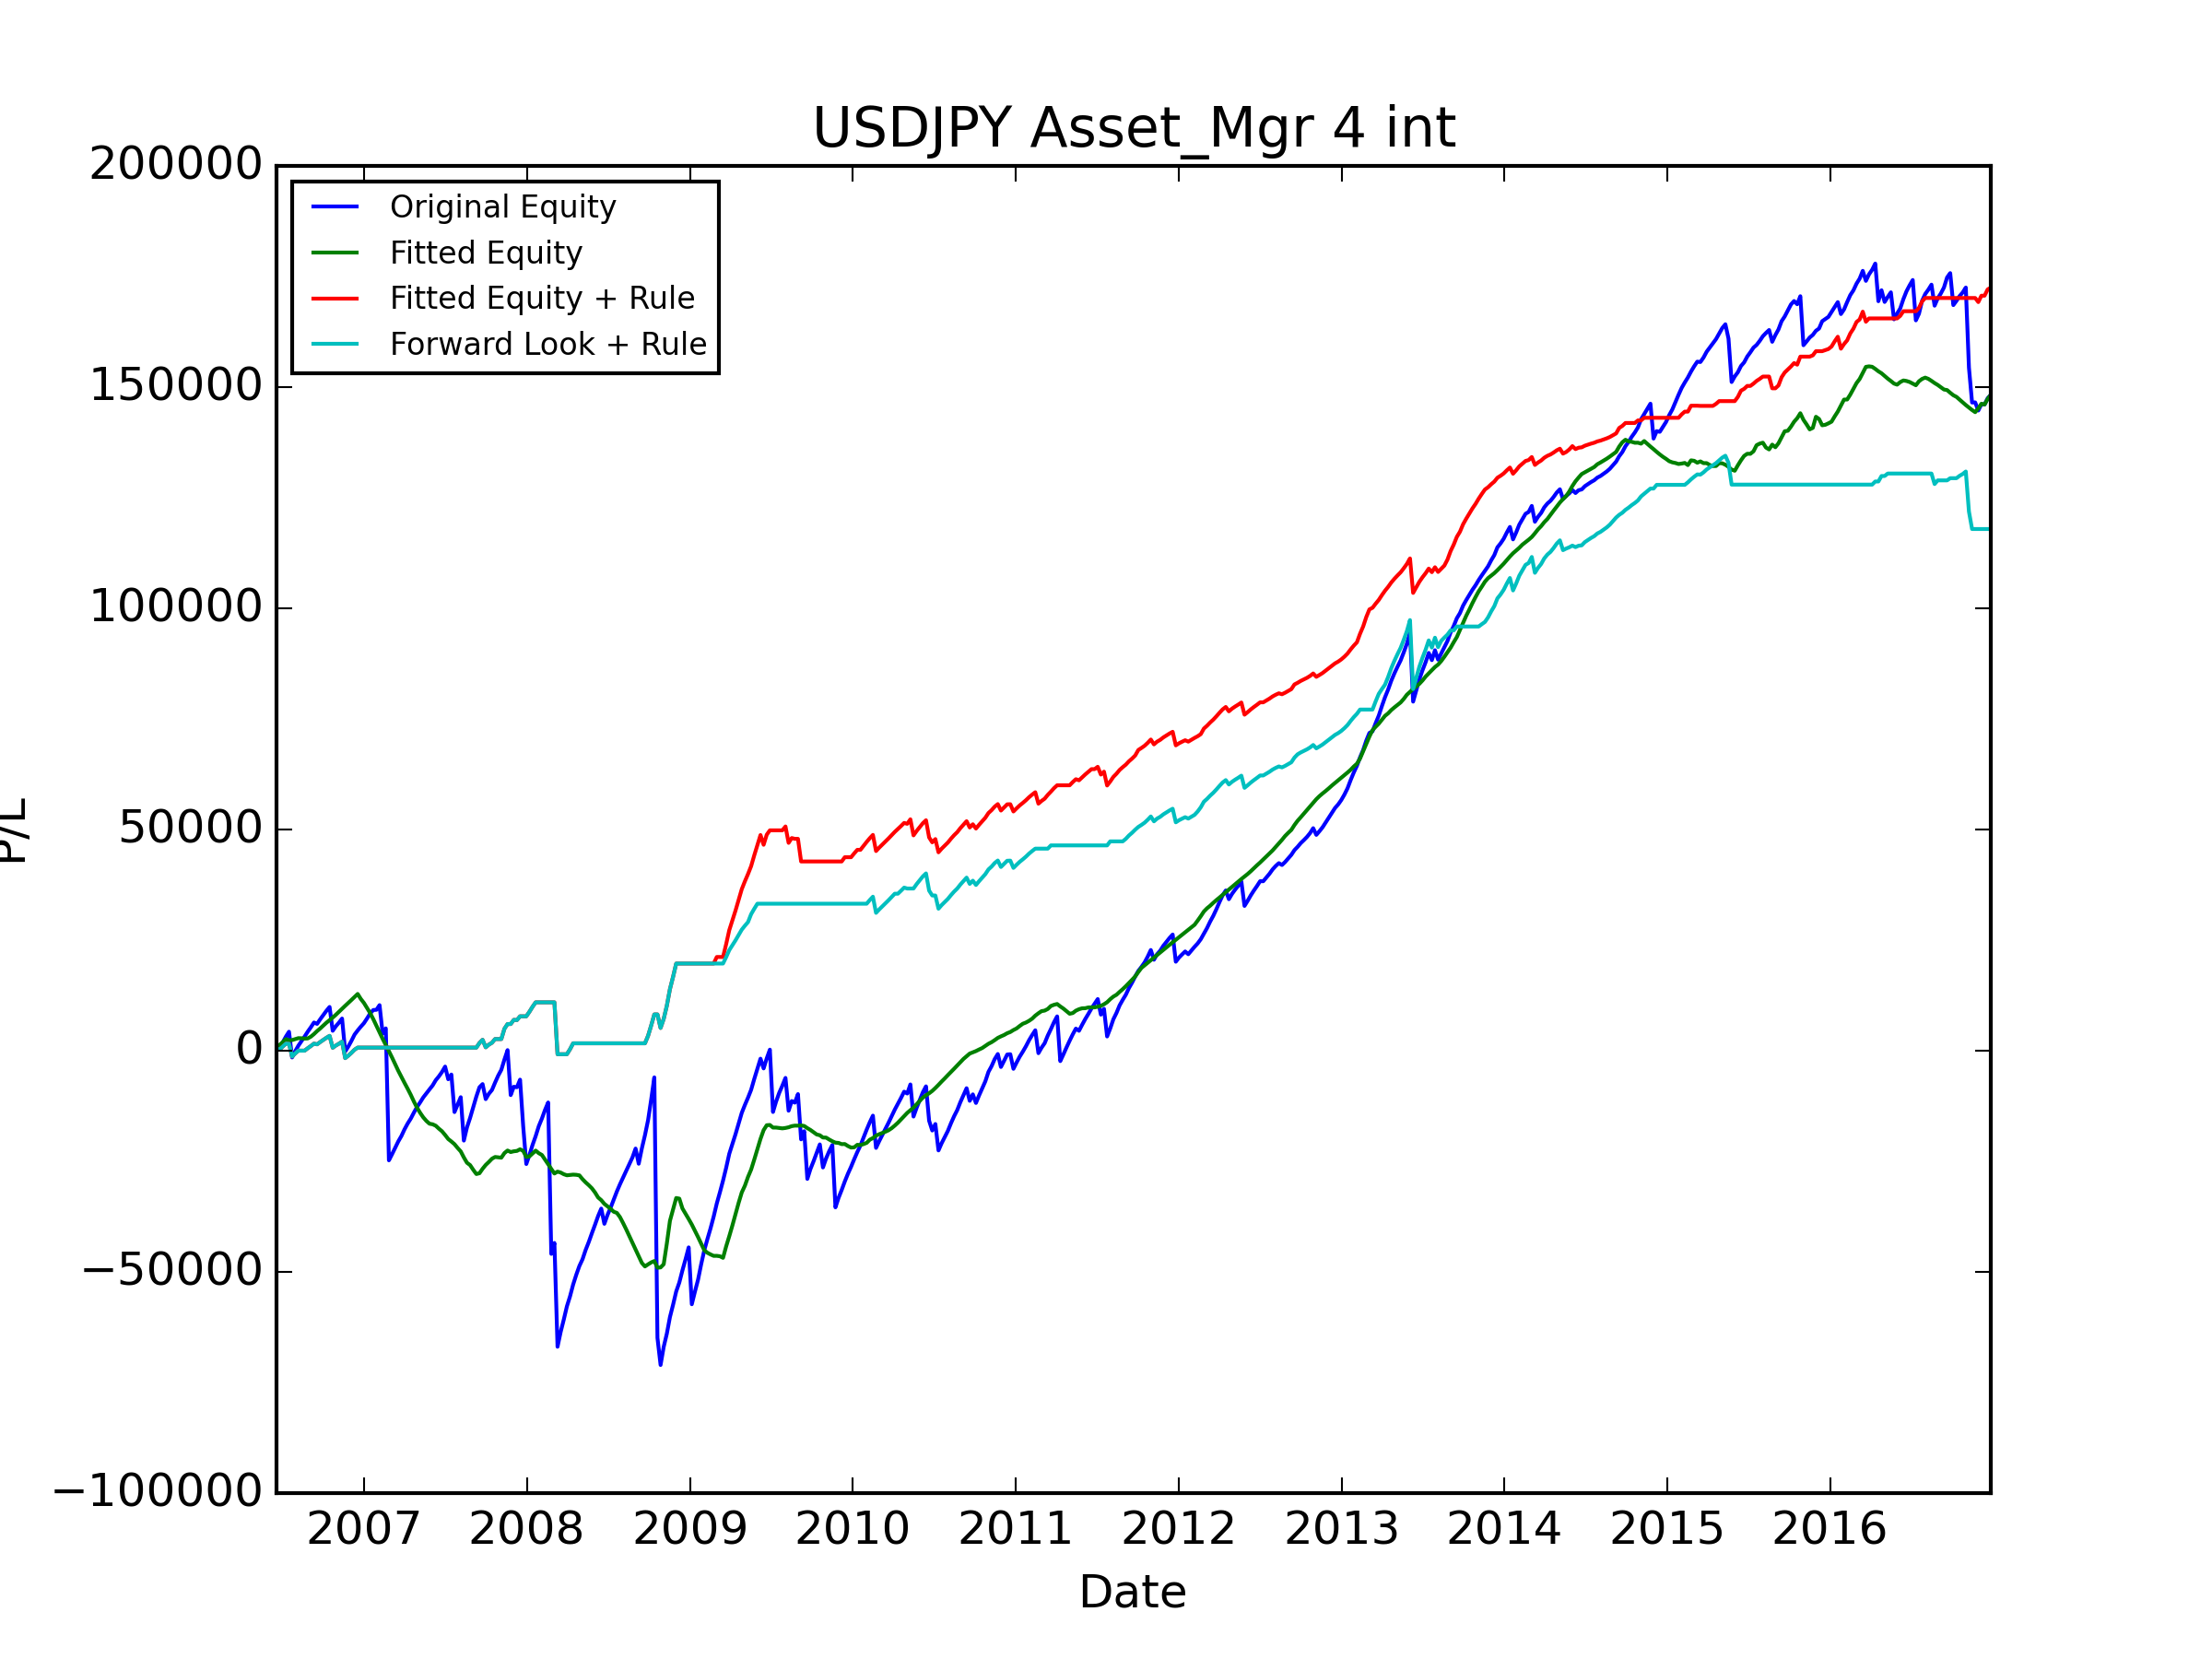 USDJPY Asset_Mgr 4 int
200000
150000
100000
50000
0
−50000
−100000
P/L
Original Equity
Fitted Equity
Fitted Equity + Rule
Forward Look + Rule
2007 2008 2009 2010 2011 2012 2013 2014 2015 2016
Date